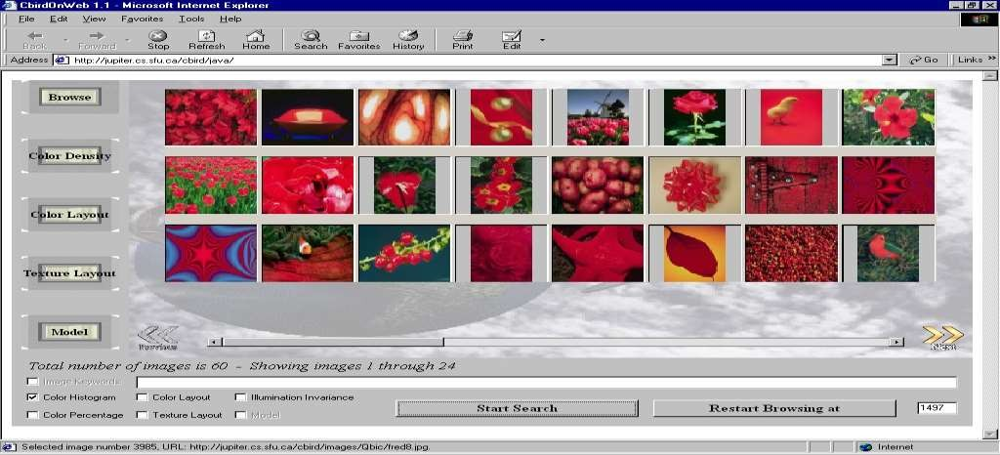 CbirdOnWeb 1.1 - Microsoft Internet Explorer
File Edit View Favorites Tools Help
Back Forward Stop Refresh Home Search Favorites History Print Edit
Address http://jupiter.cs.sfu.ca/cbird/java/ Go Links »
Browse
Color Density
Color Layout
Texture Layout
Model
Previous Next
Total number of images is 60 - Showing images 1 through 24
Image Keywords
Color Histogram Color Layout Illumination Invariance
Start Search Restart Browsing at 1497
Color Percentage Texture Layout Model
Selected image number 3985, URL: http://jupiter.cs.sfu.ca/cbird/images/Qbic/fred8.jpg. Internet